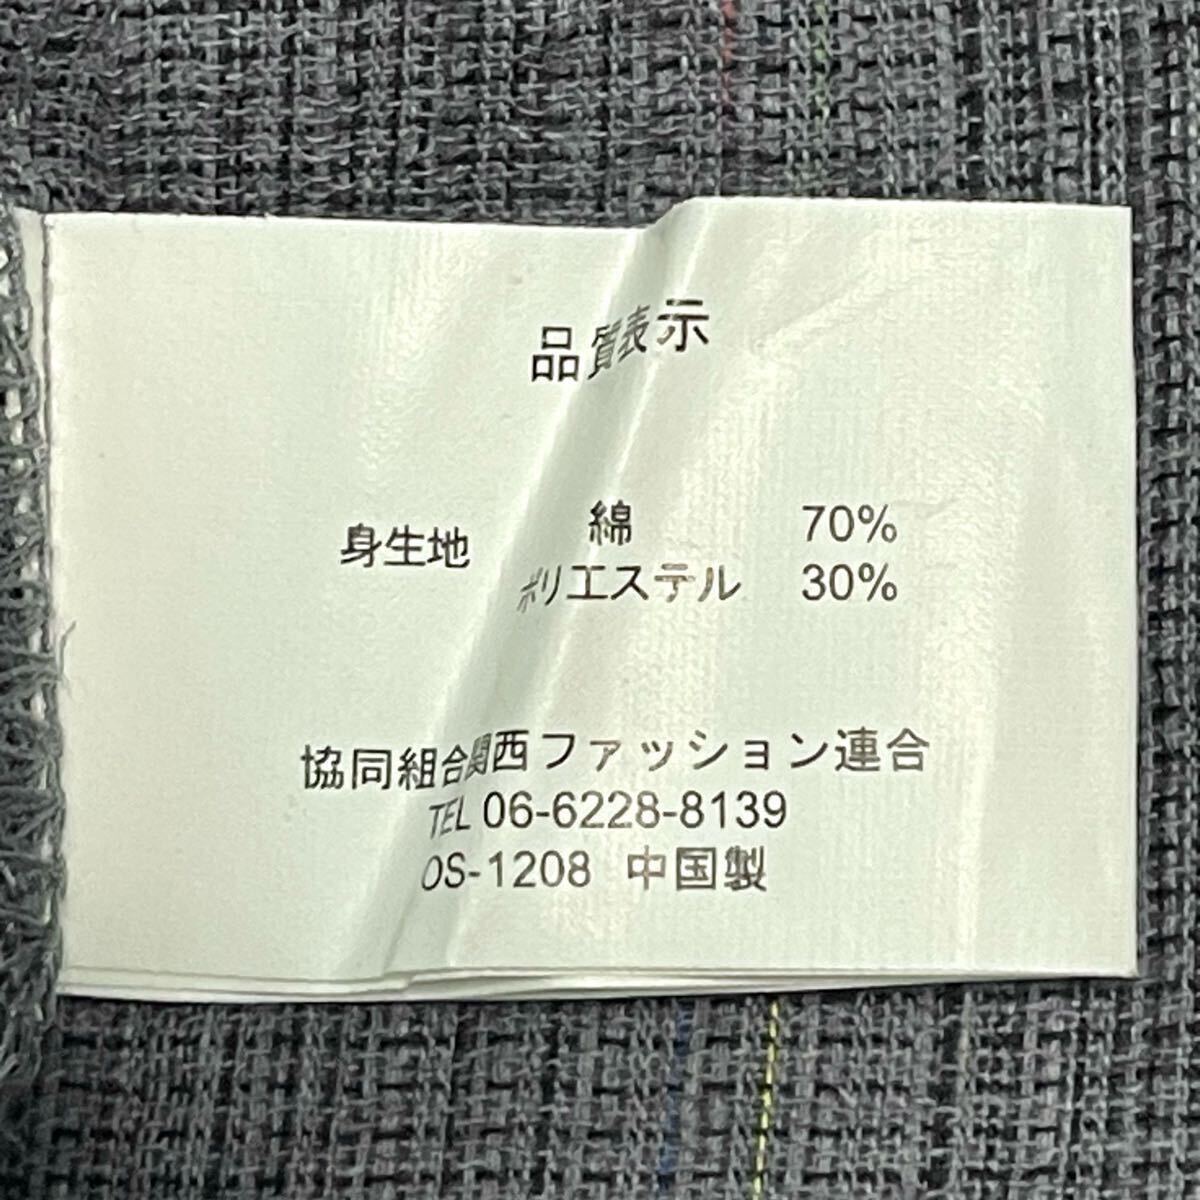 品質表示
身生地 綿 70%
ポリエステル 30%
協同組合関西ファッション連合
TEL 06-6228-8139
OS-1208 中国製